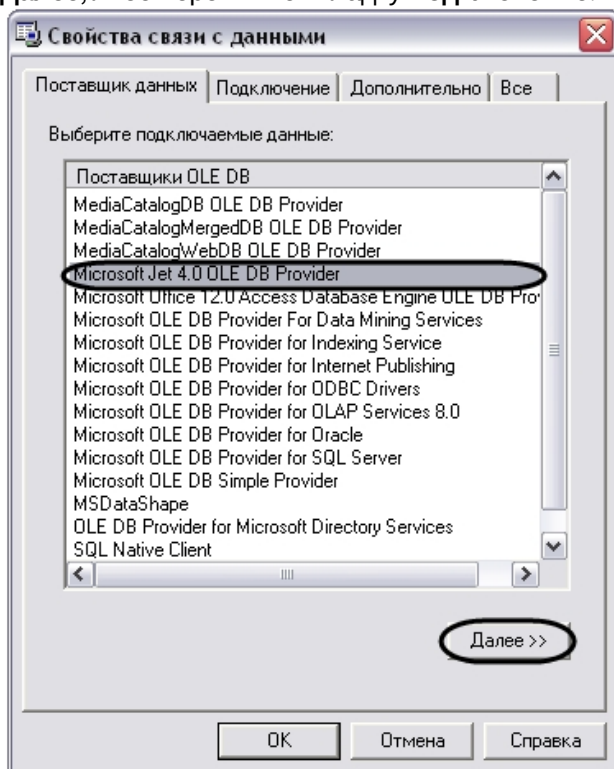 Свойства связи с данными
Поставщик данных Подключение Дополнительно Все
Выберите подключаемые данные:
Поставщики OLE DB
MediaCatalogDB OLE DB Provider
MediaCatalogMergedDB OLE DB Provider
MediaCatalogWebDB OLE DB Provider
Microsoft Jet 4.0 OLE DB Provider
Microsoft Office 12.0 Access Database Engine OLE DB Pro
Microsoft OLE DB Provider For Data Mining Services
Microsoft OLE DB Provider for Indexing Service
Microsoft OLE DB Provider for Internet Publishing
Microsoft OLE DB Provider for ODBC Drivers
Microsoft OLE DB Provider for OLAP Services 8.0
Microsoft OLE DB Provider for Oracle
Microsoft OLE DB Provider for SQL Server
Microsoft OLE DB Simple Provider
MSDataShape
OLE DB Provider for Microsoft Directory Services
SQL Native Client
Далее >>
OK Отмена Справка